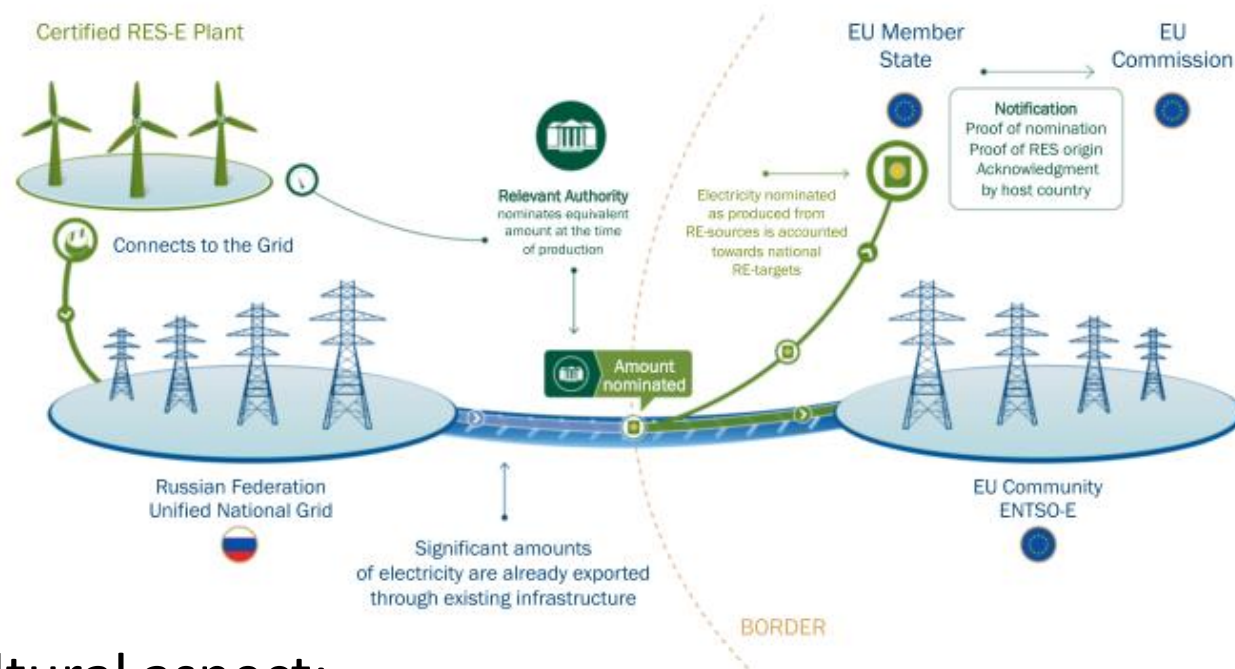 Certified RES-E Plant
Connects to the Grid
Relevant Authority
nominates equivalent
amount at the time
of production
Electricity nominated
as produced from
RE-sources is accounted
towards national
RE-targets
EU Member
State
EU
Commission
Notification
Proof of nomination
Proof of RES origin
Acknowledgment
by host country
Amount
nominated
Russian Federation
Unified National Grid
Significant amounts
of electricity are already exported
through existing infrastructure
EU Community
ENTSO-E
BORDER